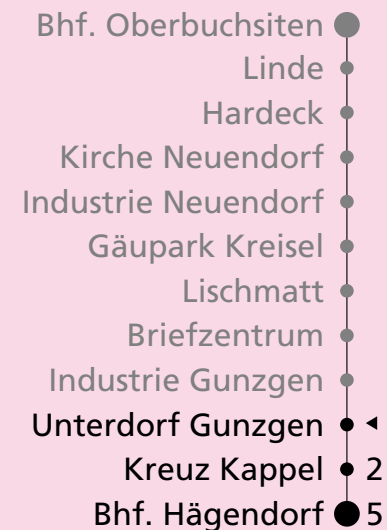 Bhf. Oberbuchsiten
Linde
Hardeck
Kirche Neuendorf
Industrie Neuendorf
Gäupark Kreisel
Lischmatt
Briefzentrum
Industrie Gunzgen
Unterdorf Gunzgen
Kreuz Kappel 2
Bhf. Hägendorf 5